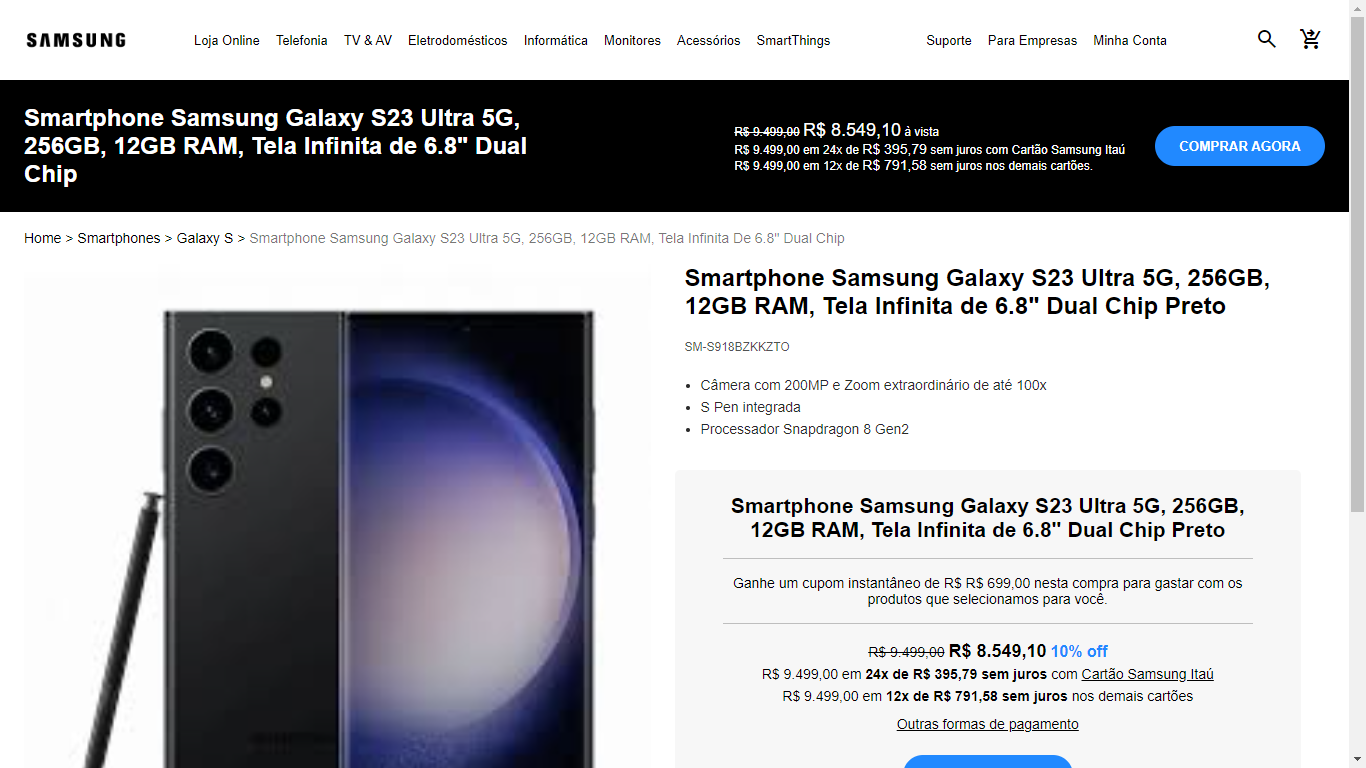 SAMSUNG
Loja Online Telefonia TV & AV Eletrodomésticos Informática Monitores Acessórios SmartThings Suporte Para Empresas Minha Conta
Smartphone Samsung Galaxy S23 Ultra 5G,
256GB, 12GB RAM, Tela Infinita de 6.8" Dual
Chip
R$ 9.499,00 R$ 8.549,10 à vista
R$ 9.499,00 em 24x de R$ 395,79 sem juros com Cartão Samsung Itaú
R$ 9.499,00 em 12x de R$ 791,58 sem juros nos demais cartões.
COMPRAR AGORA
Home > Smartphones > Galaxy S > Smartphone Samsung Galaxy S23 Ultra 5G, 256GB, 12GB RAM, Tela Infinita De 6.8" Dual Chip
Smartphone Samsung Galaxy S23 Ultra 5G, 256GB,
12GB RAM, Tela Infinita de 6.8" Dual Chip Preto
SM-S918BZKKZTO
• Câmera com 200MP e Zoom extraordinário de até 100x
• S Pen integrada
• Processador Snapdragon 8 Gen2
Smartphone Samsung Galaxy S23 Ultra 5G, 256GB,
12GB RAM, Tela Infinita de 6.8" Dual Chip Preto
Ganhe um cupom instantâneo de R$ R$ 699,00 nesta compra para gastar com os
produtos que selecionamos para você.
R$ 9.499,00 R$ 8.549,10 10% off
R$ 9.499,00 em 24x de R$ 395,79 sem juros com Cartão Samsung Itaú
R$ 9.499,00 em 12x de R$ 791,58 sem juros nos demais cartões
Outras formas de pagamento